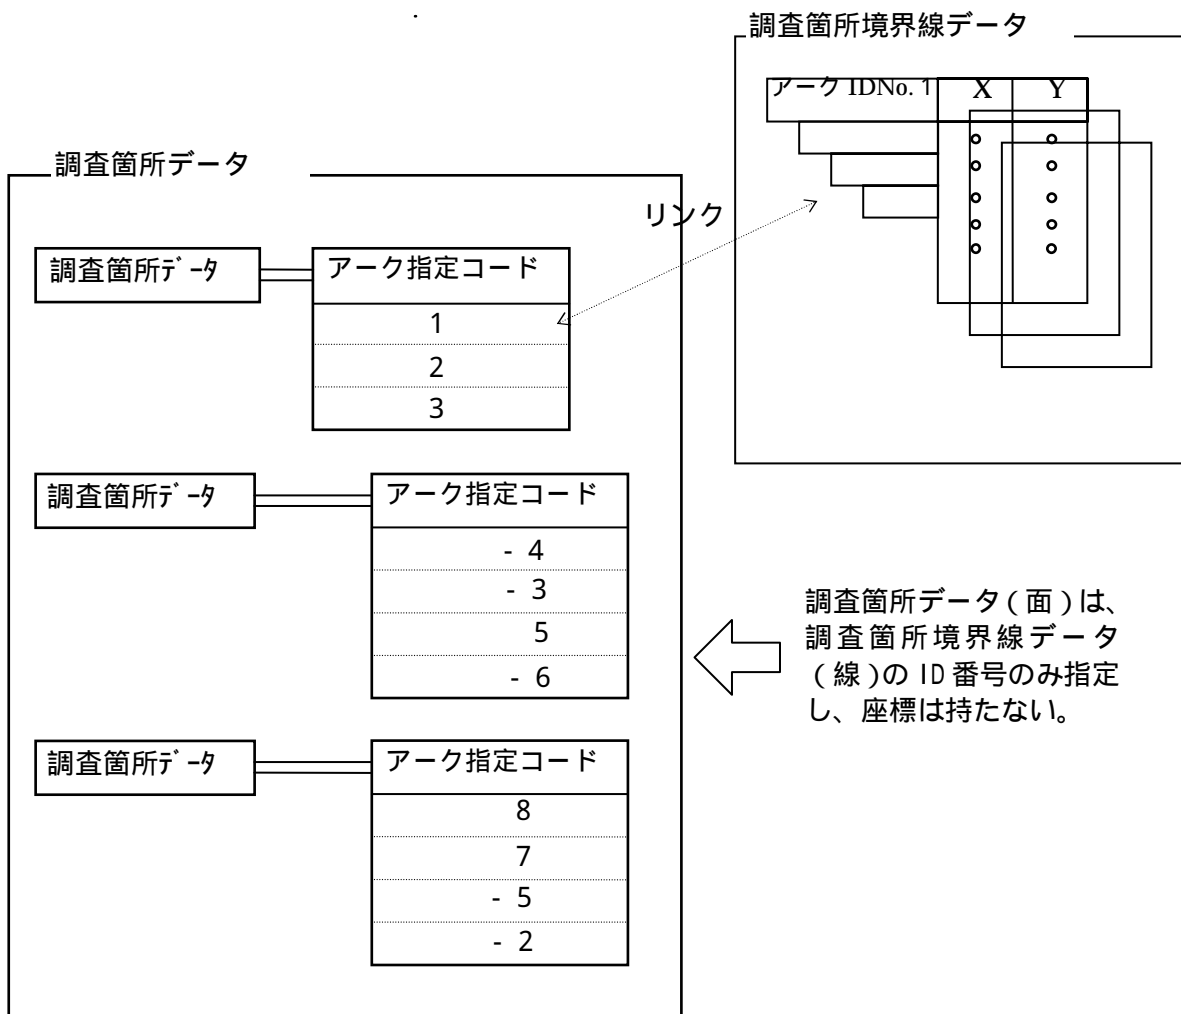 調査箇所境界線データ
アーク IDNo. 1 X Y
調査箇所データ
リンク
調査箇所ﾃﾞｰﾀ
アーク指定コード
1
2
3
調査箇所ﾃﾞｰﾀ
アーク指定コード
- 4
- 3
5
- 6
調査箇所データ(面)は、
調査箇所境界線データ
(線)の ID 番号のみ指定
し、座標は持たない。
調査箇所ﾃﾞｰﾀ
アーク指定コード
8
7
- 5
- 2